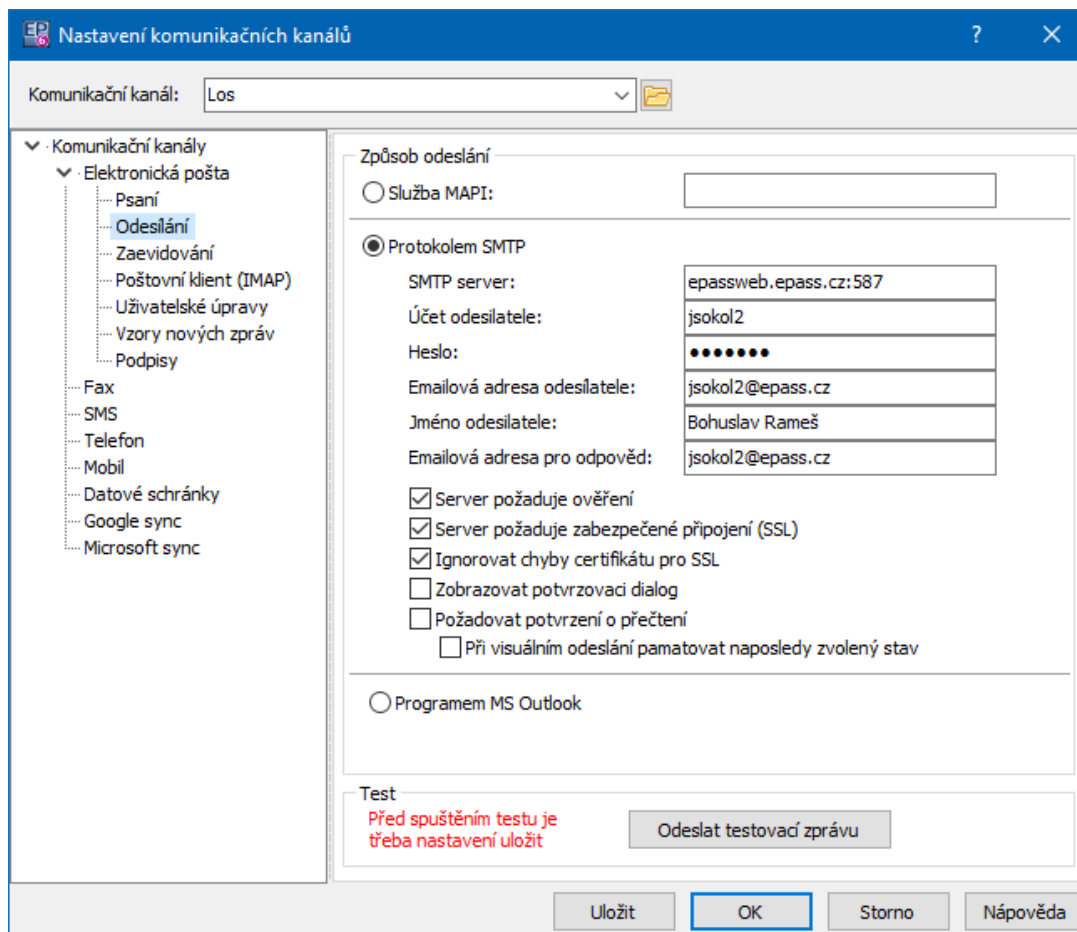 Nastavení komunikačních kanálů
Komunikační kanál: Los
Komunikační kanály
Elektronická pošta
Psaní
Odesílání
Zaevidování
Poštovní klient (IMAP)
Uživatelské úpravy
Vzory nových zpráv
Podpisy
Fax
SMS
Telefon
Mobil
Datové schránky
Google sync
Microsoft sync
Způsob odeslání
Služba MAPI:
Protokolem SMTP
SMTP server: epassweb.epass.cz:587
Účet odesilatele: jsokol2
Heslo: •••••••
Emailová adresa odesílatele: jsokol2@epass.cz
Jméno odesilatele: Bohuslav Rameš
Emailová adresa pro odpověd: jsokol2@epass.cz
Server požaduje ověření
Server požaduje zabezpečené připojení (SSL)
Ignorovat chyby certifikátu pro SSL
Zobrazovat potvrzovaci dialog
Požadovat potvrzení o přečtení
Při visuálním odeslání pamatovat naposledy zvolený stav
Programem MS Outlook
Test
Před spuštěním testu je
třeba nastavení uložit
Odeslat testovací zprávu
Uložit OK Storno Nápověda